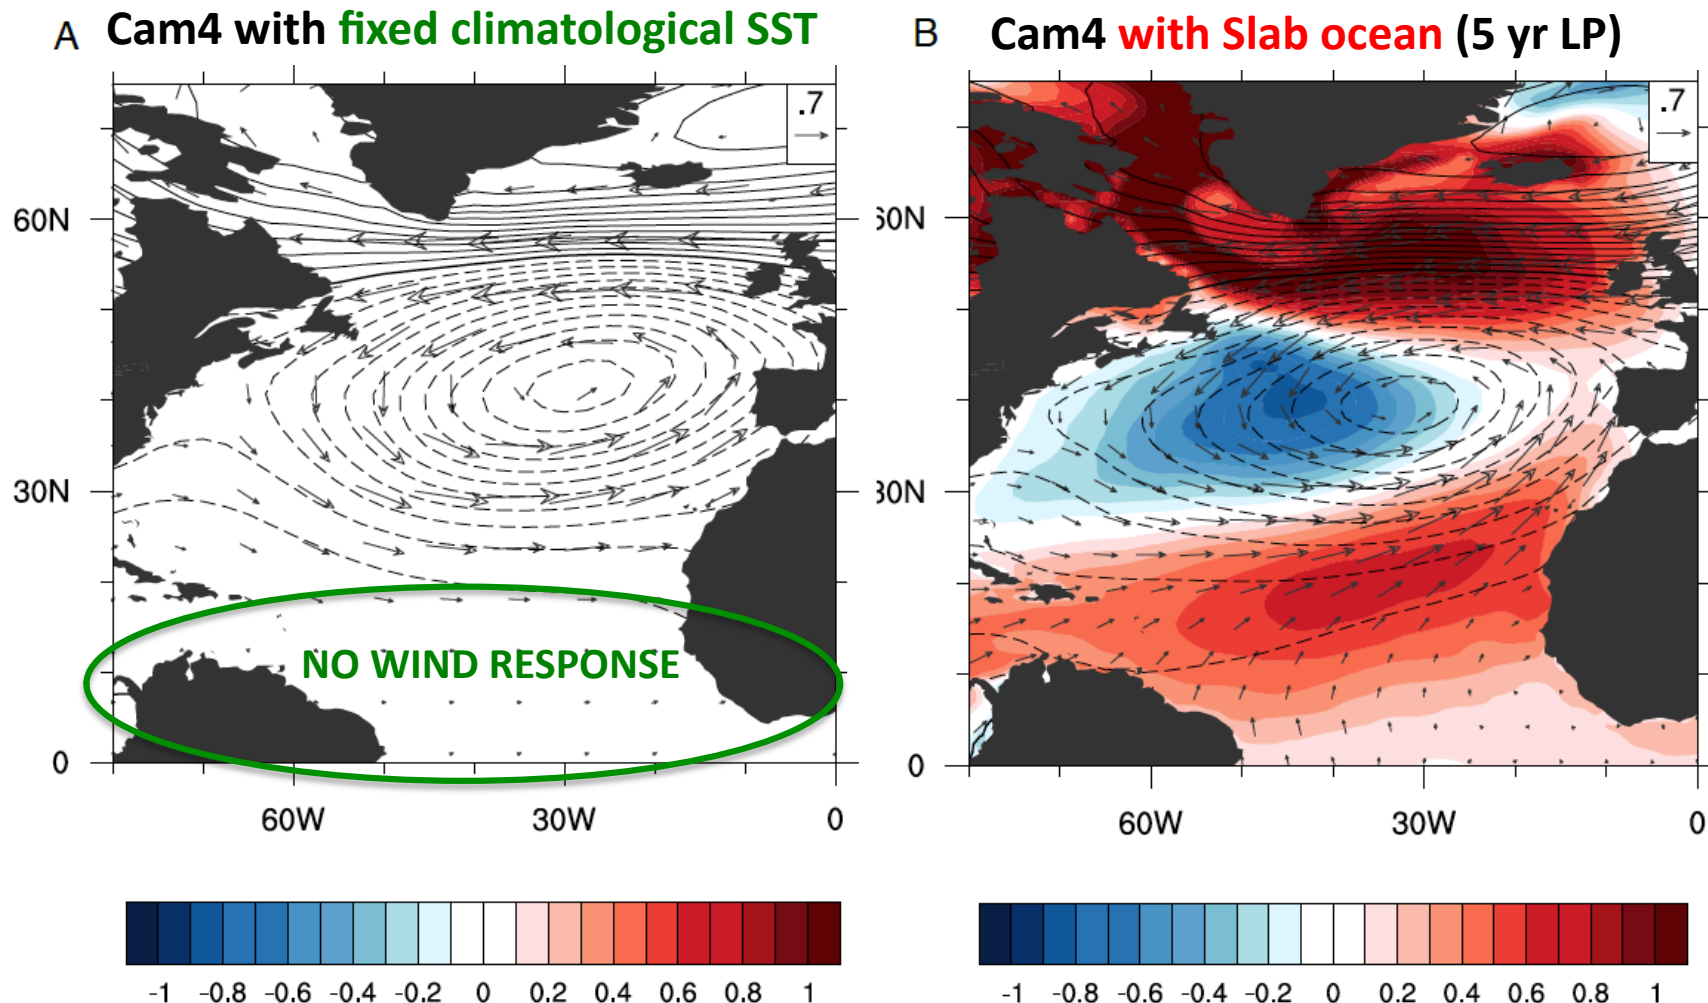 A Cam4 with fixed climatological SST
B Cam4 with Slab ocean (5 yr LP)
.7
.7
60N
30N
0
60W 30W 0
NO WIND RESPONSE
30N
30N
0
60W 30W 0
-1 -0.8 -0.6 -0.4 -0.2 0 0.2 0.4 0.6 0.8 1
-1 -0.8 -0.6 -0.4 -0.2 0 0.2 0.4 0.6 0.8 1